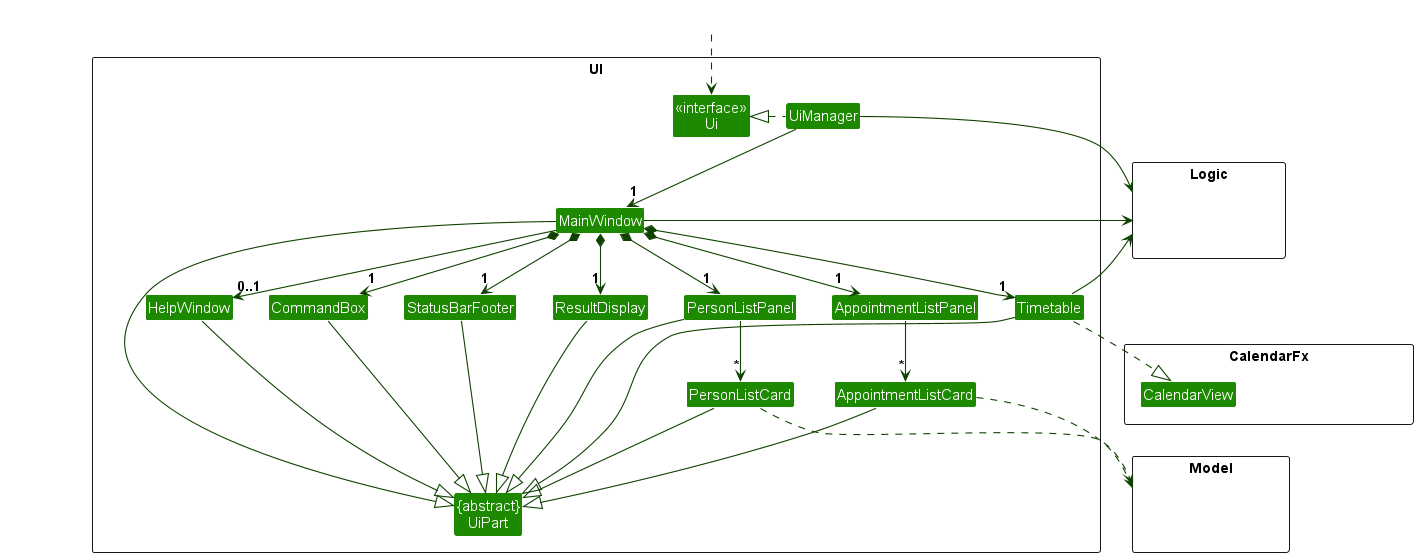 UI
«interface»
Ui
UiManager
Logic
1
MainWindow
0..1
1
1
1
1
1
1
HelpWindow
CommandBox
StatusBarFooter
ResultDisplay
PersonListPanel
AppointmentListPanel
Timetable
CalendarFx
*
*
PersonListCard
AppointmentListCard
CalendarView
Model
{abstract}
UiPart